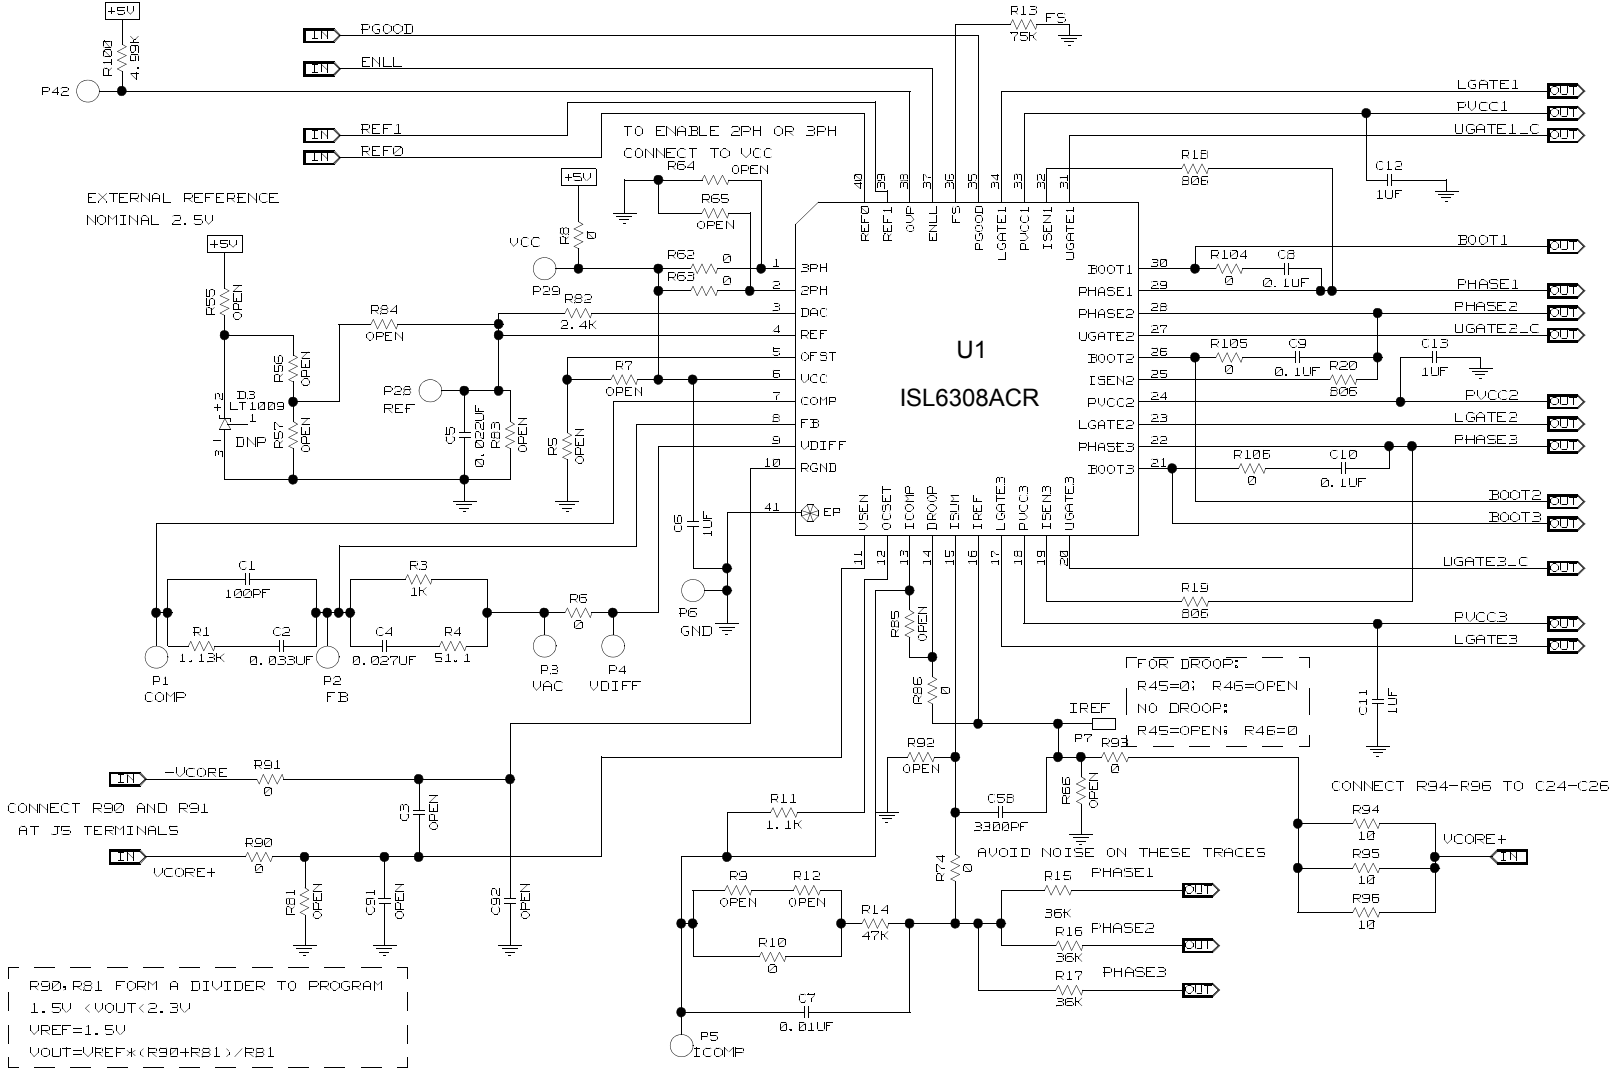 +5V
R100
4.99K
P42
IN PGOOD
IN ENLL
IN REF1
IN REF0
R13
75K
FS
TO ENABLE 2PH OR 3PH
CONNECT TO VCC
R64
OPEN
R65
OPEN
+5V
R8
0
VCC
P29
R62
0
R63
0
R82
2.4K
EXTERNAL REFERENCE
NOMINAL 2.5V
+5V
R55
OPEN
R84
OPEN
R56
OPEN
R57
OPEN
D3
LT1009
DNP
+
2
1
3
-
P28
REF
C5
0.022UF
R83
OPEN
R7
OPEN
R5
OPEN
C6
1UF
P6
GND
U1
ISL6308ACR
1 3PH
2 2PH
3 DAC
4 REF
5 OFST
6 VCC
7 COMP
8 FB
9 VDIFF
10 RGND
41 EP
40 REF0
39 REF1
38 OVP
37 ENLL
36 FS
35 PGOOD
34 LGATE1
33 PVCC1
32 ISEN1
31 UGATE1
BOOT1 30
PHASE1 29
PHASE2 28
UGATE2 27
BOOT2 26
ISEN2 25
PVCC2 24
LGATE2 23
PHASE3 22
BOOT3 21
VSEN 11
OCSET 12
ICOMP 13
DROOP 14
ISUM 15
IREF 16
LGATE3 17
PVCC3 18
ISEN3 19
UGATE3 20
LGATE1 OUT
PVCC1 OUT
UGATE1_C OUT
R18
806
C12
1UF
BOOT1 OUT
R104
0
C8
0.1UF
PHASE1 OUT
PHASE2 OUT
UGATE2_C OUT
R105
0
C9
0.1UF
R20
806
C13
1UF
PVCC2 OUT
LGATE2 OUT
PHASE3 OUT
R106
0
C10
0.1UF
BOOT2 OUT
BOOT3 OUT
UGATE3_C OUT
R19
806
PVCC3 OUT
LGATE3 OUT
C11
1UF
C1
100PF
R1
1.13K
C2
0.033UF
R3
1K
C4
0.027UF
R4
51.1
R6
0
P1
COMP
P2
FB
P3
VAC
P4
VDIFF
R85
OPEN
R86
0
FOR DROOP:
R45=0; R46=OPEN
NO DROOP:
R45=OPEN; R46=0
IREF
P7
R93
0
R92
OPEN
R66
OPEN
C58
3300PF
R74
0
R11
1.1K
IN -VCORE
R91
0
CONNECT R90 AND R91
AT J5 TERMINALS
IN VCORE+
R90
0
C3
OPEN
R81
OPEN
C91
OPEN
C92
OPEN
CONNECT R94-R96 TO C24-C26
R94
10
R95
10
R96
10
VCORE+
IN
AVOID NOISE ON THESE TRACES
R9
OPEN
R12
OPEN
R10
0
R14
47K
C7
0.01UF
P5
ICOMP
R15
36K
PHASE1
OUT
R16
36K
PHASE2
OUT
R17
36K
PHASE3
OUT
R90,R81 FORM A DIVIDER TO PROGRAM
1.5V <VOUT<2.3V
VREF=1.5V
VOUT=VREF*(R90+R81)/R81